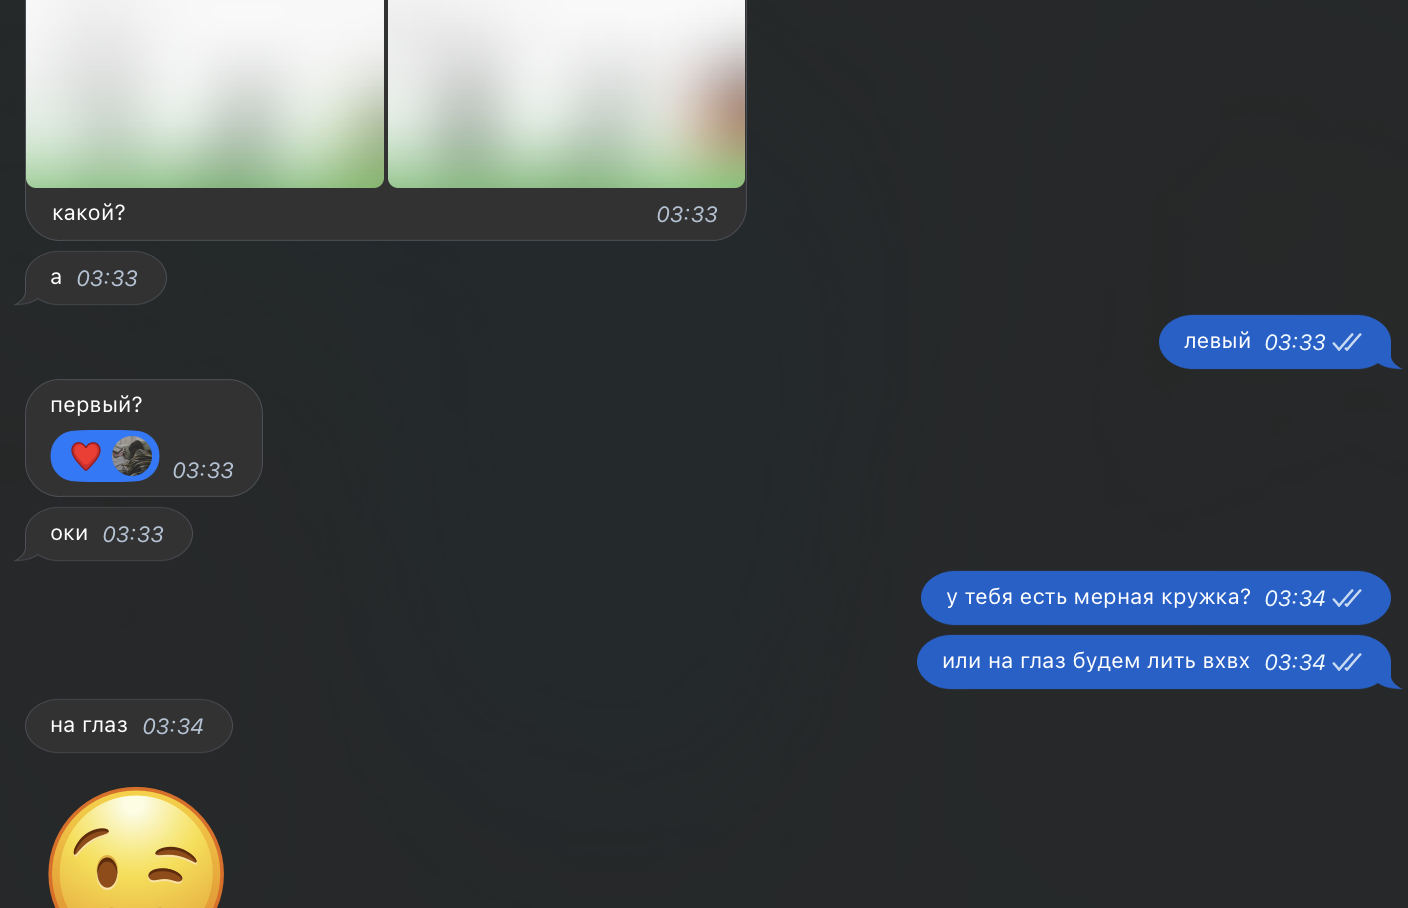 какой? 03:33
а 03:33
левый 03:33
первый?
03:33
оки 03:33
у тебя есть мерная кружка? 03:34
или на глаз будем лить вхвх 03:34
на глаз 03:34